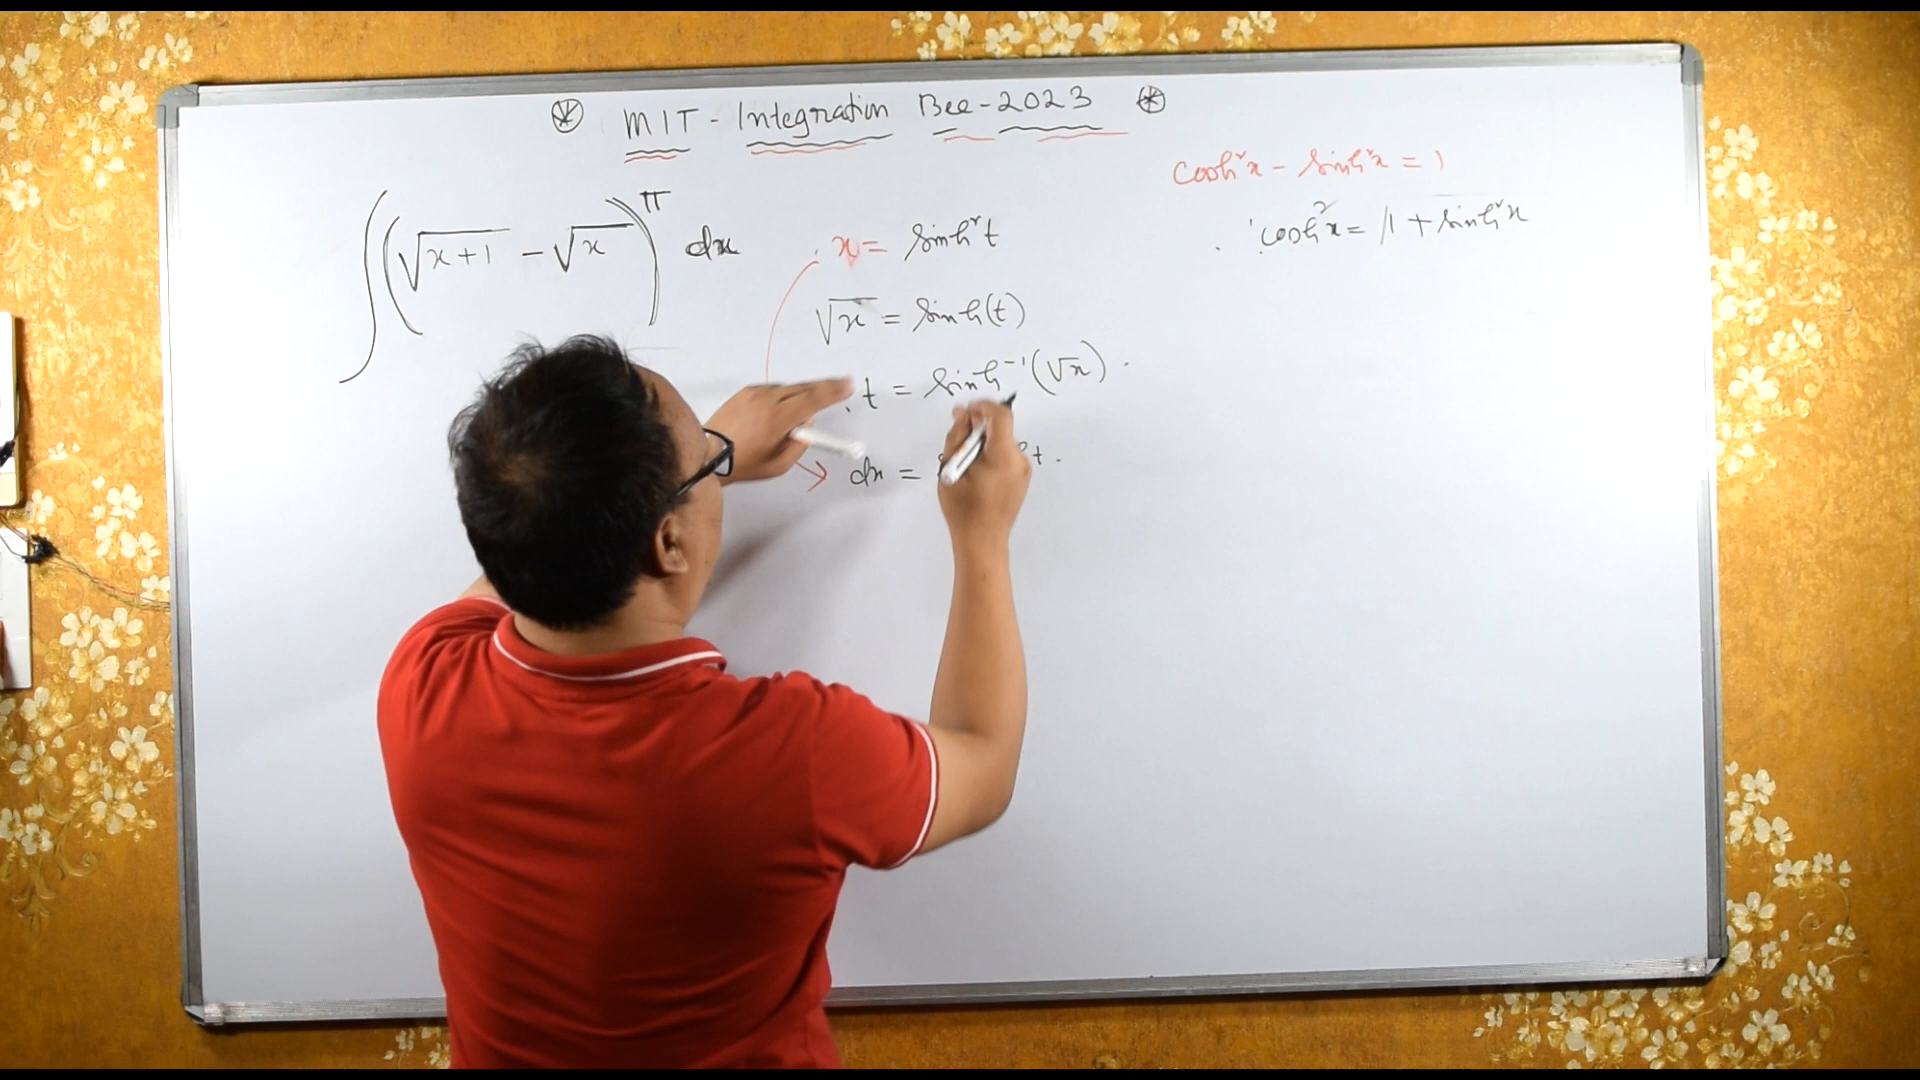 MIT - Integration Bee - 2023
∫(√(x+1) - √x)^π dx
x = sinh²t
√x = sinh(t)
t = sinh⁻¹(√x).
dx =
t.
cosh²x - sinh²x = 1
cosh²x = 1 + sinh²x